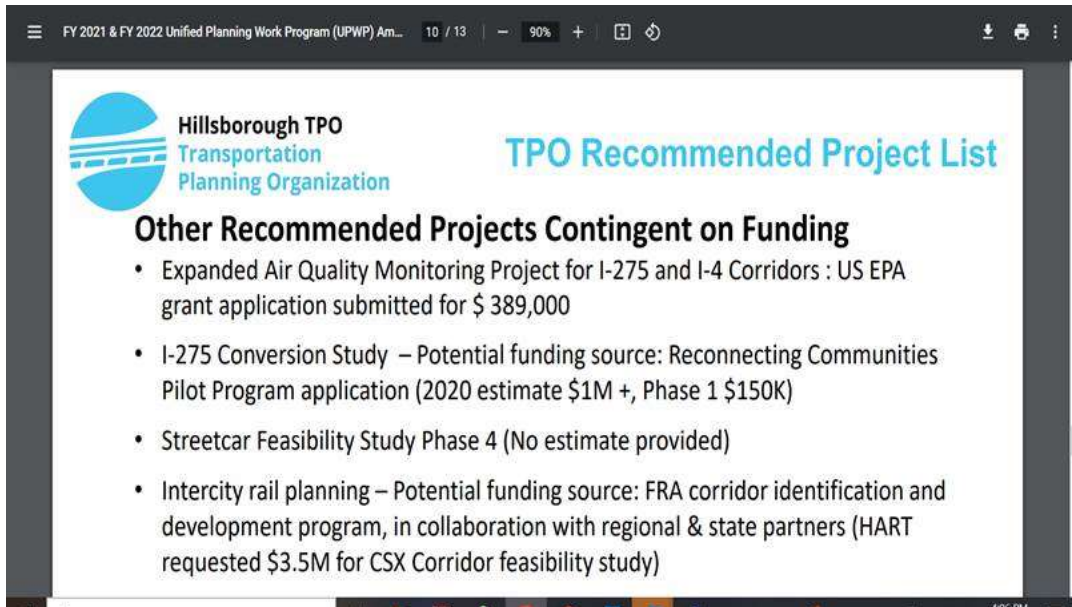 FY 2021 & FY 2022 Unified Planning Work Program (UPWP) Am... 10 / 13 | − 90% +
Hillsborough TPO
Transportation
Planning Organization
TPO Recommended Project List
Other Recommended Projects Contingent on Funding
• Expanded Air Quality Monitoring Project for I-275 and I-4 Corridors : US EPA
grant application submitted for $ 389,000
• I-275 Conversion Study – Potential funding source: Reconnecting Communities
Pilot Program application (2020 estimate $1M +, Phase 1 $150K)
• Streetcar Feasibility Study Phase 4 (No estimate provided)
• Intercity rail planning – Potential funding source: FRA corridor identification and
development program, in collaboration with regional & state partners (HART
requested $3.5M for CSX Corridor feasibility study)